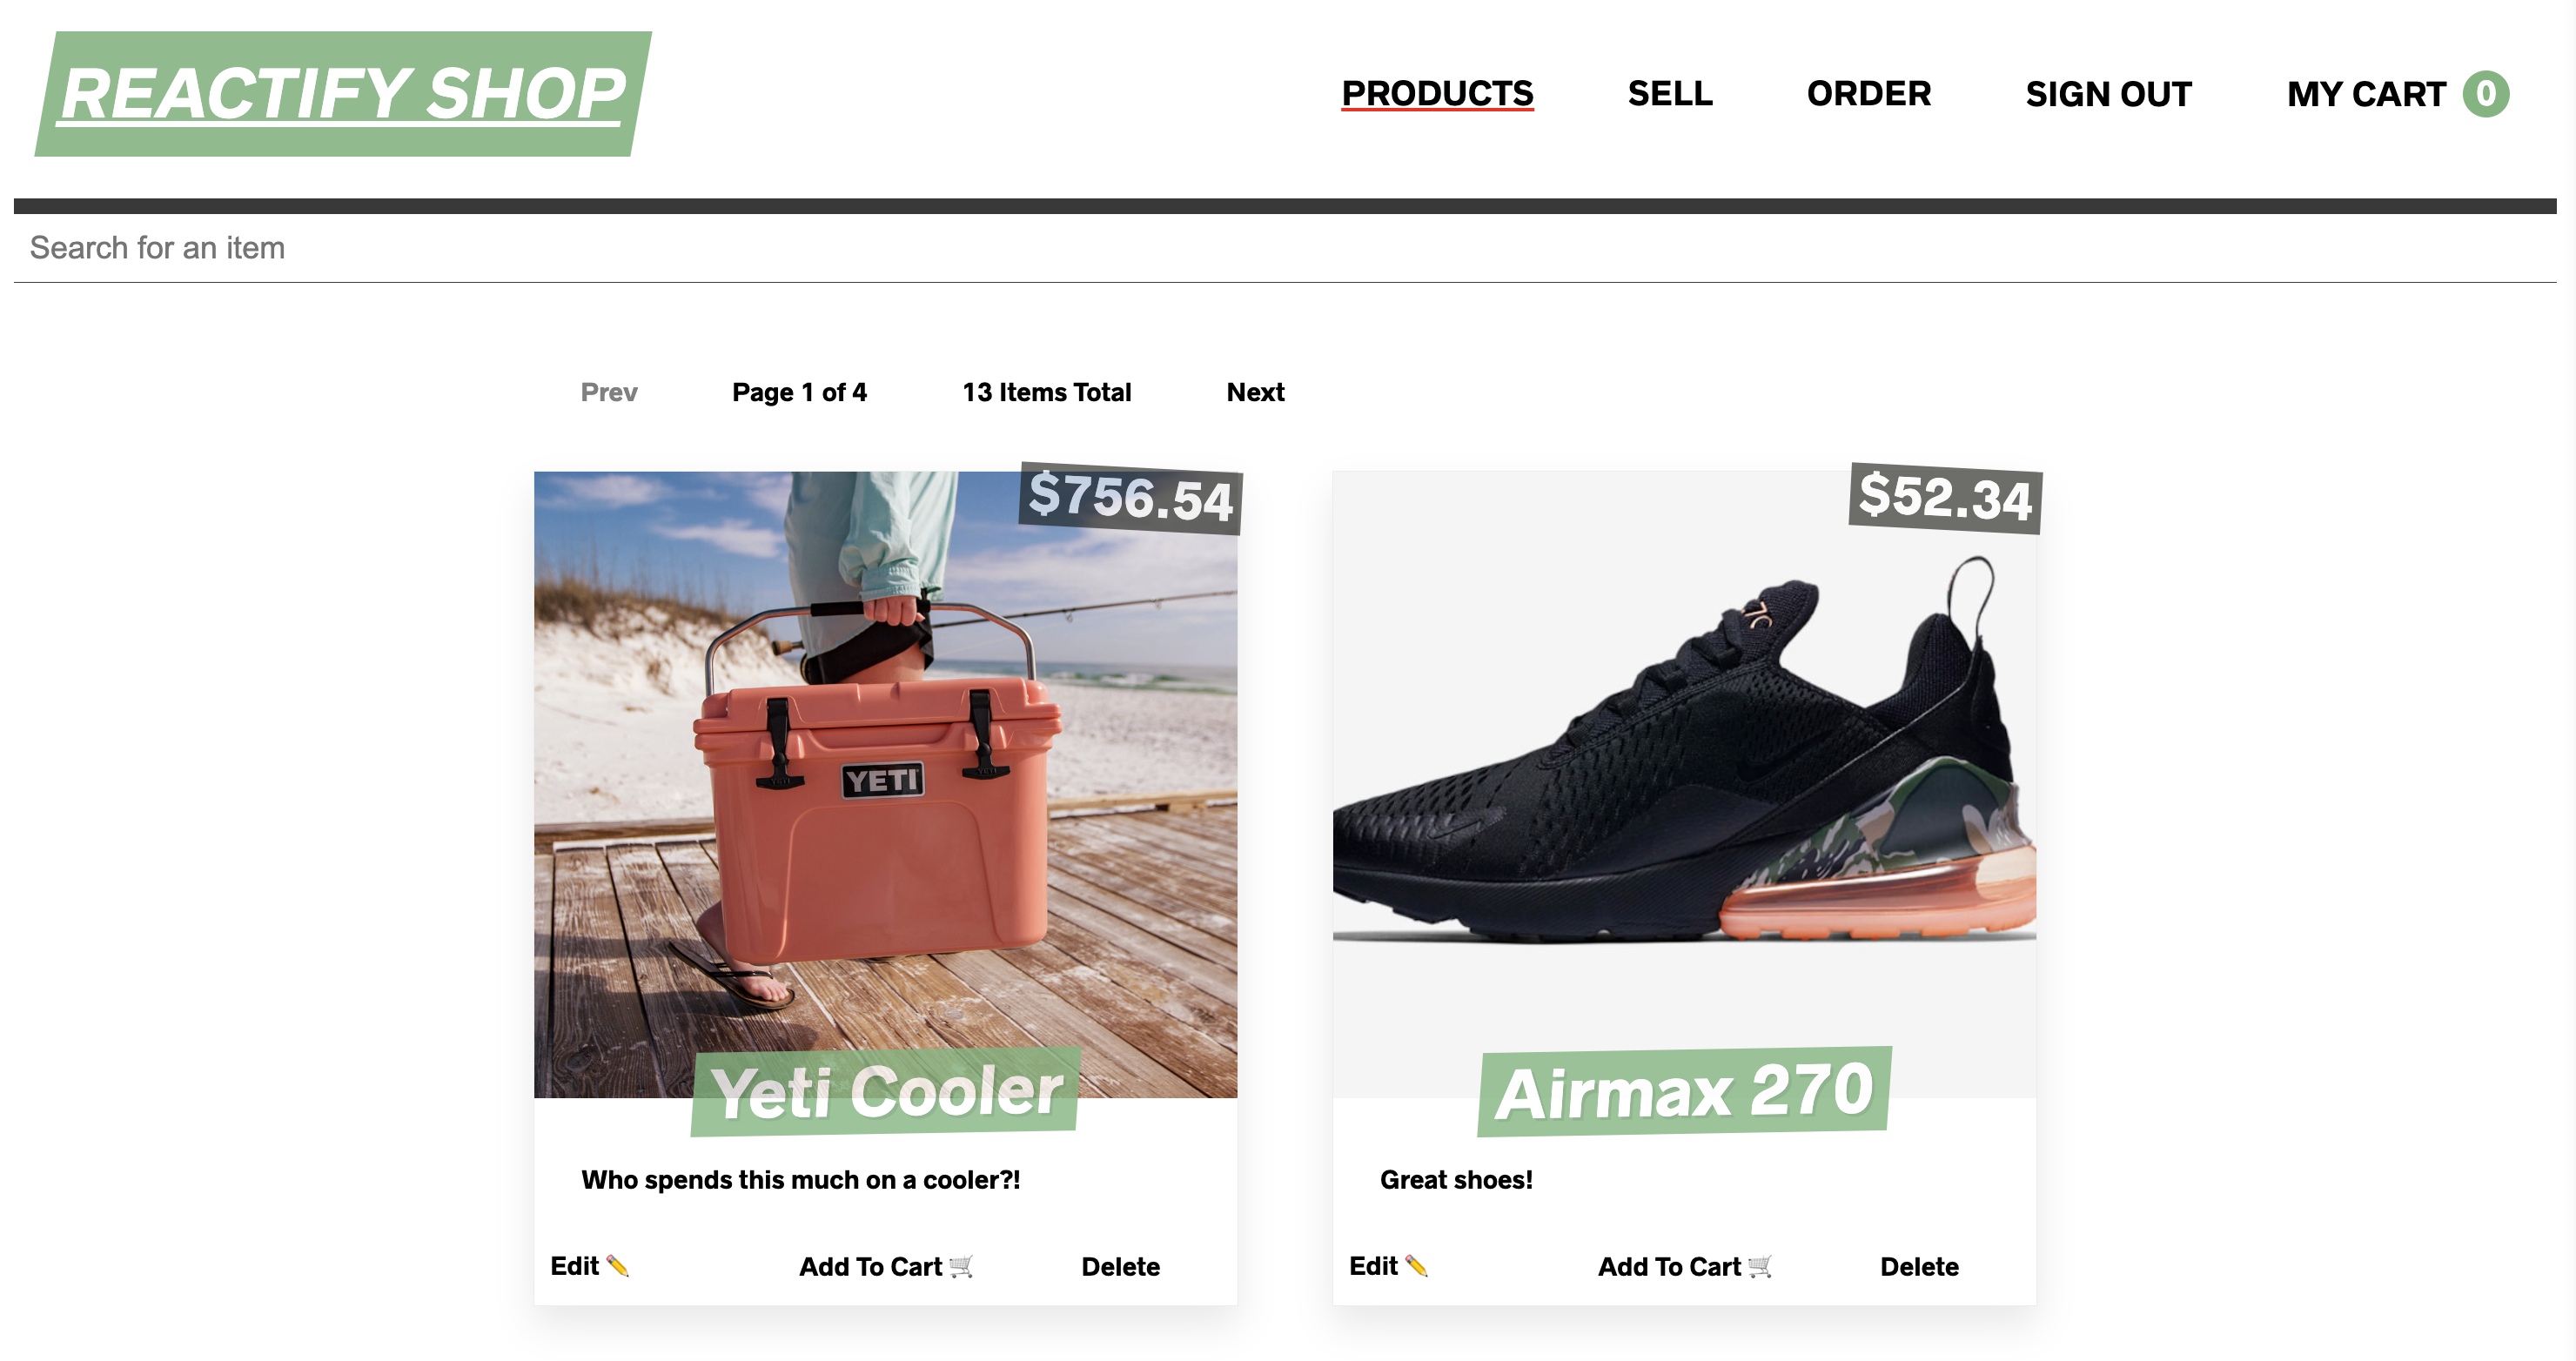 REACTIFY SHOP
PRODUCTS SELL ORDER SIGN OUT MY CART 0
Search for an item
Prev Page 1 of 4 13 Items Total Next
$756.54
$52.34
YETI
Yeti Cooler
Airmax 270
Who spends this much on a cooler?!
Great shoes!
Edit ✏️ Add To Cart 🛒 Delete
Edit ✏️ Add To Cart 🛒 Delete